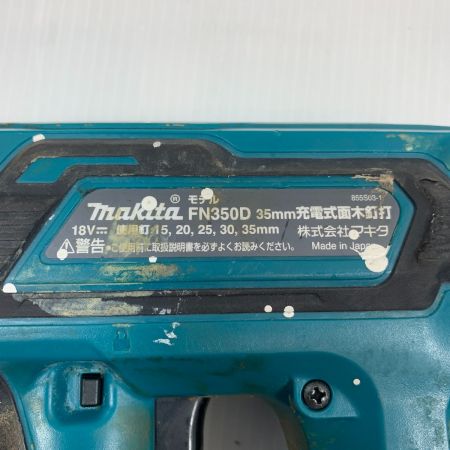 855S03-1
makita® モデル FN350D 35mm充電式面木釘打
18V⎓ 使用釘 15, 20, 25, 30, 35mm 株式会社 マキタ
⚠警告 ご使用前に取扱説明書を必ずよくお読みください。 Made in Japan